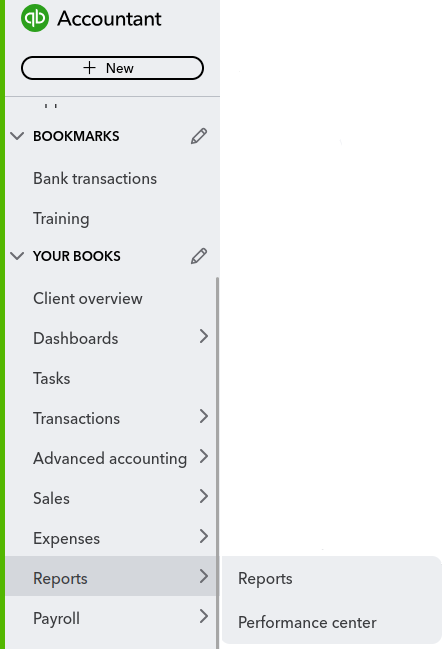 qb Accountant
+ New
BOOKMARKS
Bank transactions
Training
YOUR BOOKS
Client overview
Dashboards
Tasks
Transactions
Advanced accounting
Sales
Expenses
Reports
Reports
Payroll
Performance center